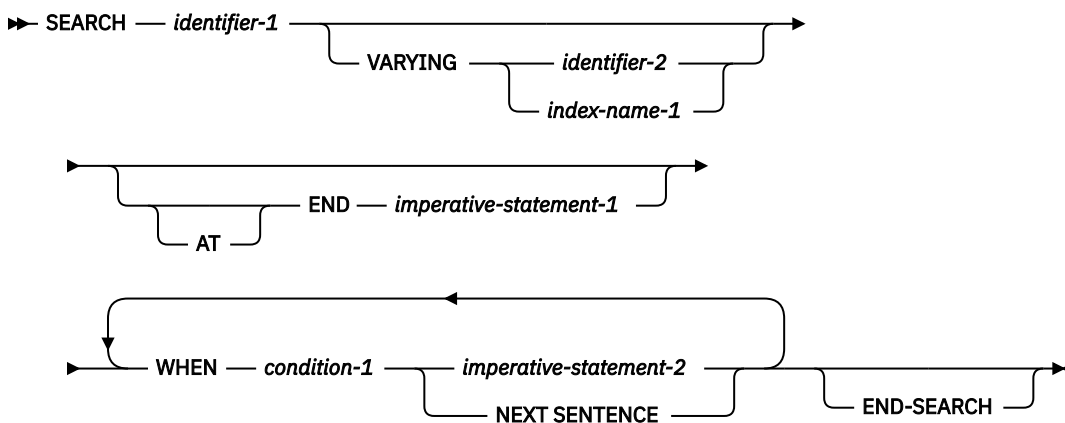 SEARCH identifier-1
VARYING identifier-2
index-name-1
END imperative-statement-1
AT
WHEN condition-1 imperative-statement-2
NEXT SENTENCE
END-SEARCH